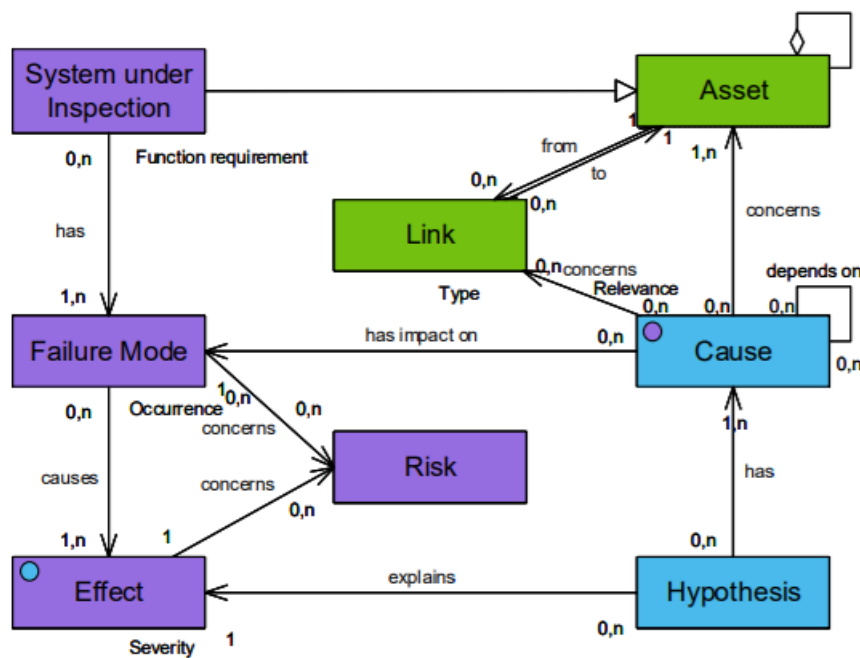 System under
Inspection
Asset
0,n
Function requirement
1
1
1,n
from
to
0,n
0,n
has
Link
concerns
0,n
concerns
depends on
1,n
Type
Relevance
0,n
0,n
0,n
Failure Mode
has impact on
0,n
Cause
0,n
0,n
Occurrence
1
0,n
0,n
concerns
1,n
causes
concerns
Risk
has
0,n
1,n
1
0,n
Effect
explains
Hypothesis
Severity
1
0,n